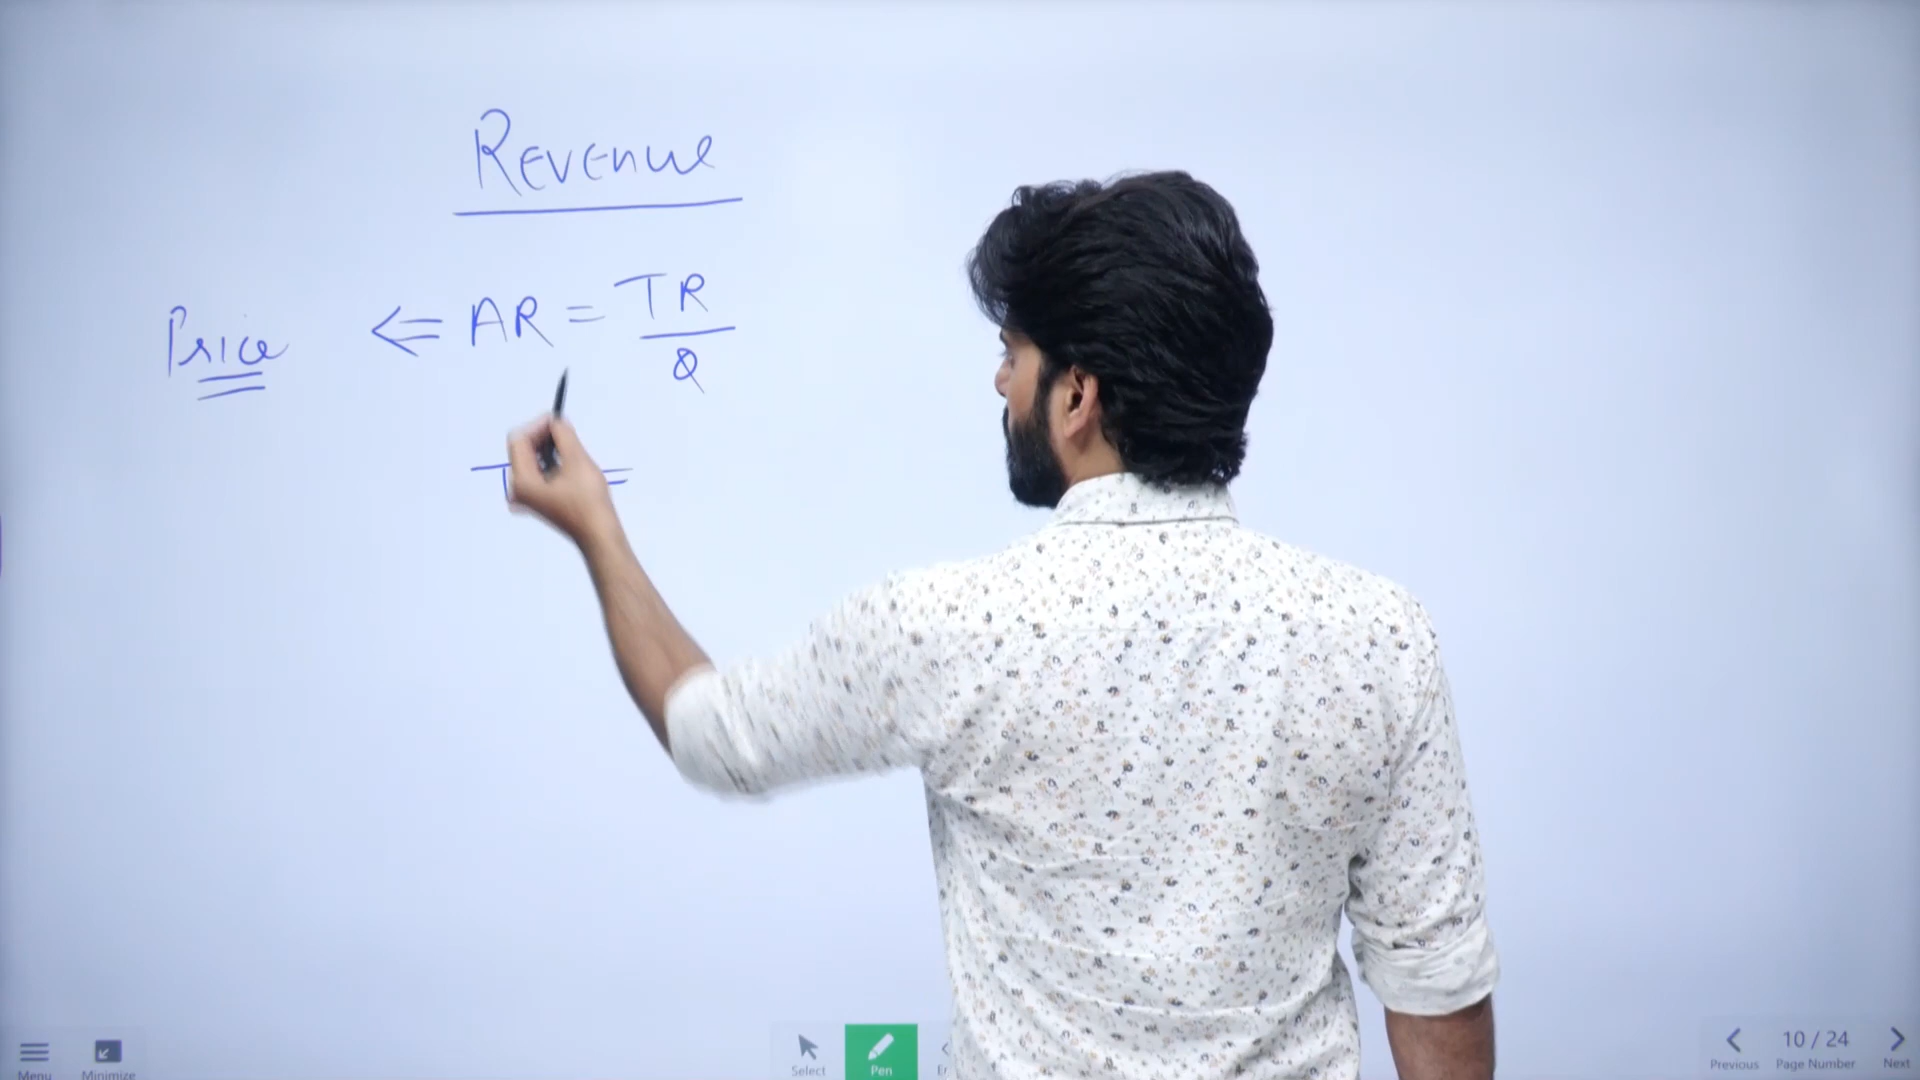 Revenue
Price ⇐ AR = TR
Q
T =
10 / 24
Select
Pen
Menu
Minimize
Previous
Page Number
Next